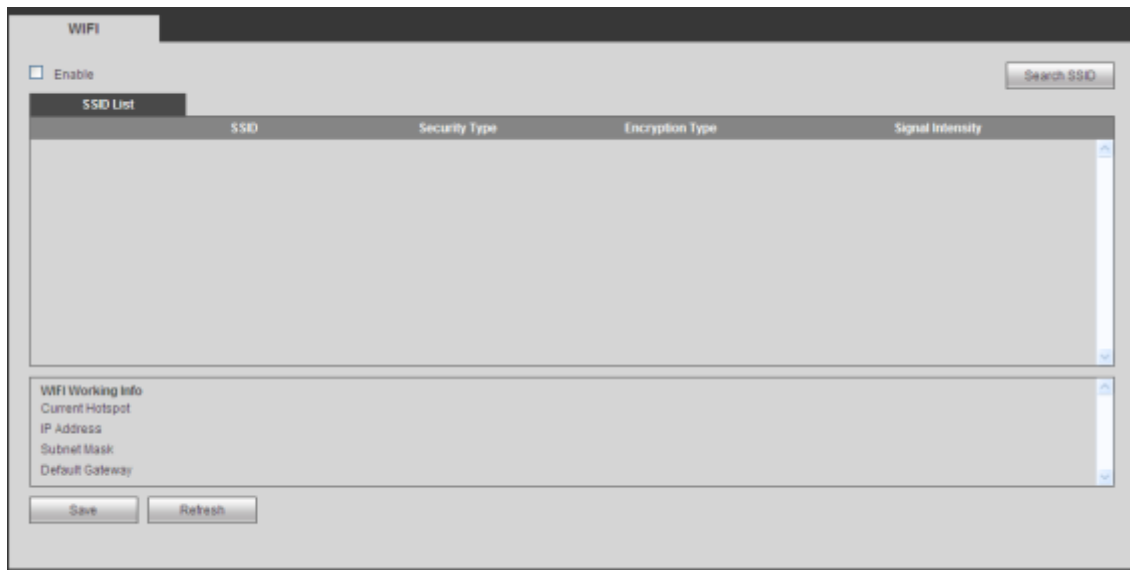 WIFI
Enable
Search SSID
SSID List
SSID Security Type Encryption Type Signal Intensity
WIFI Working Info
Current Hotspot
IP Address
Subnet Mask
Default Gateway
Save Refresh